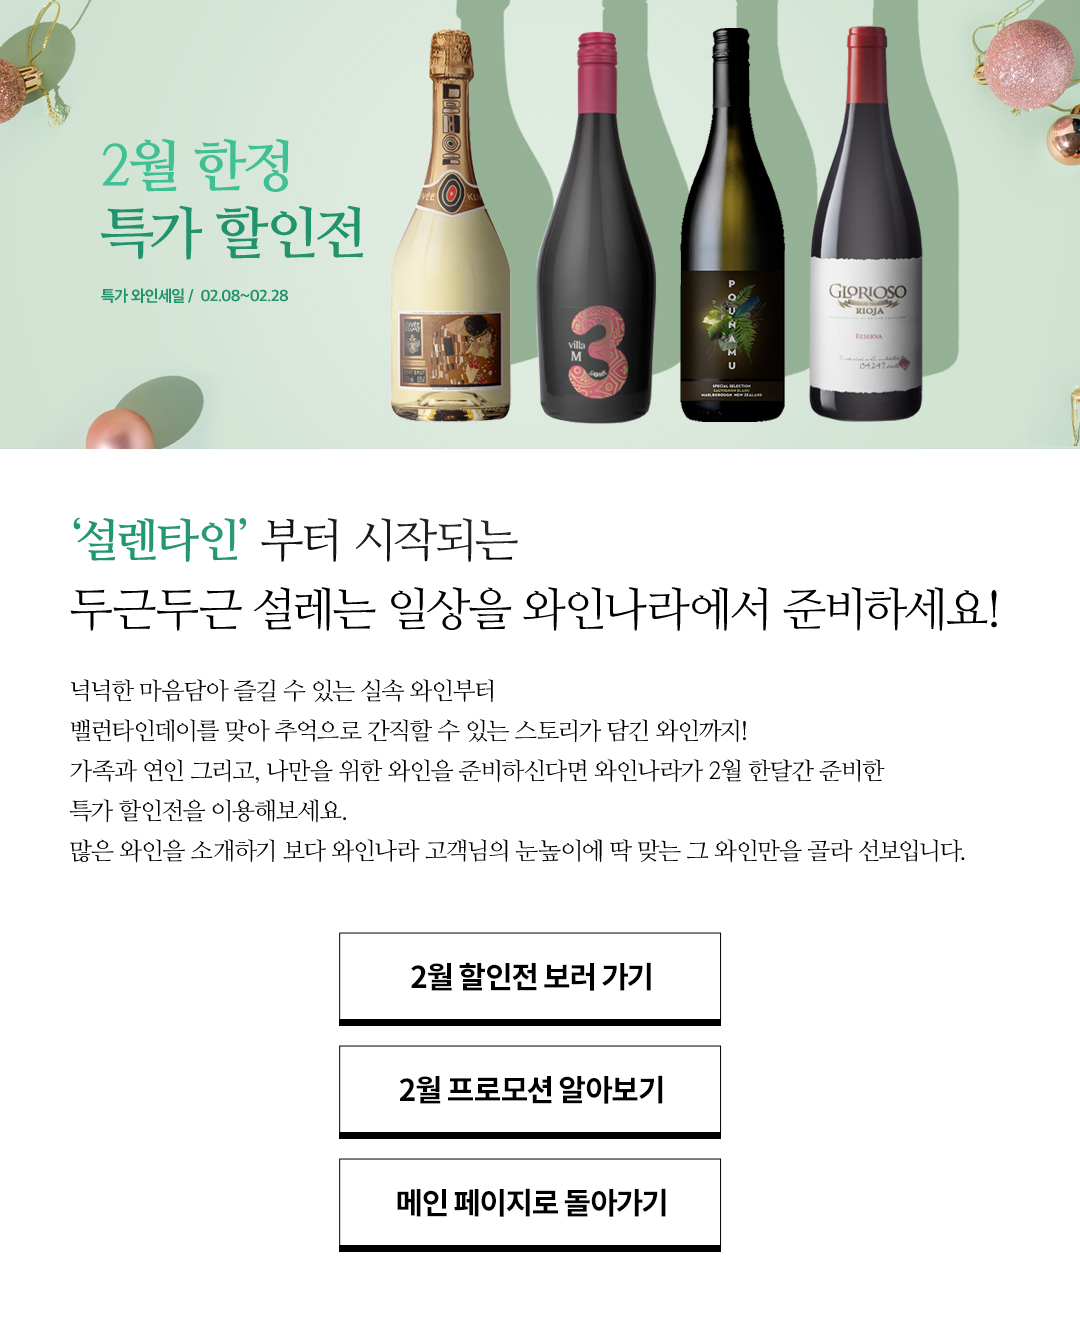 2월 한정
특가 할인전
특가 와인세일 / 02.08~02.28
CUVÉE KL
villa
M
3
POUNAMU
SPECIAL SELECTION
SAUVIGNON BLANC
MARLBOROUGH NEW ZEALAND
GLORIOSO
RIOJA
RESERVA
‘설렌타인’ 부터 시작되는
두근두근 설레는 일상을 와인나라에서 준비하세요!
넉넉한 마음담아 즐길 수 있는 실속 와인부터
밸런타인데이를 맞아 추억으로 간직할 수 있는 스토리가 담긴 와인까지!
가족과 연인 그리고, 나만을 위한 와인을 준비하신다면 와인나라가 2월 한달간 준비한
특가 할인전을 이용해보세요.
많은 와인을 소개하기 보다 와인나라 고객님의 눈높이에 딱 맞는 그 와인만을 골라 선보입니다.
2월 할인전 보러 가기
2월 프로모션 알아보기
메인 페이지로 돌아가기